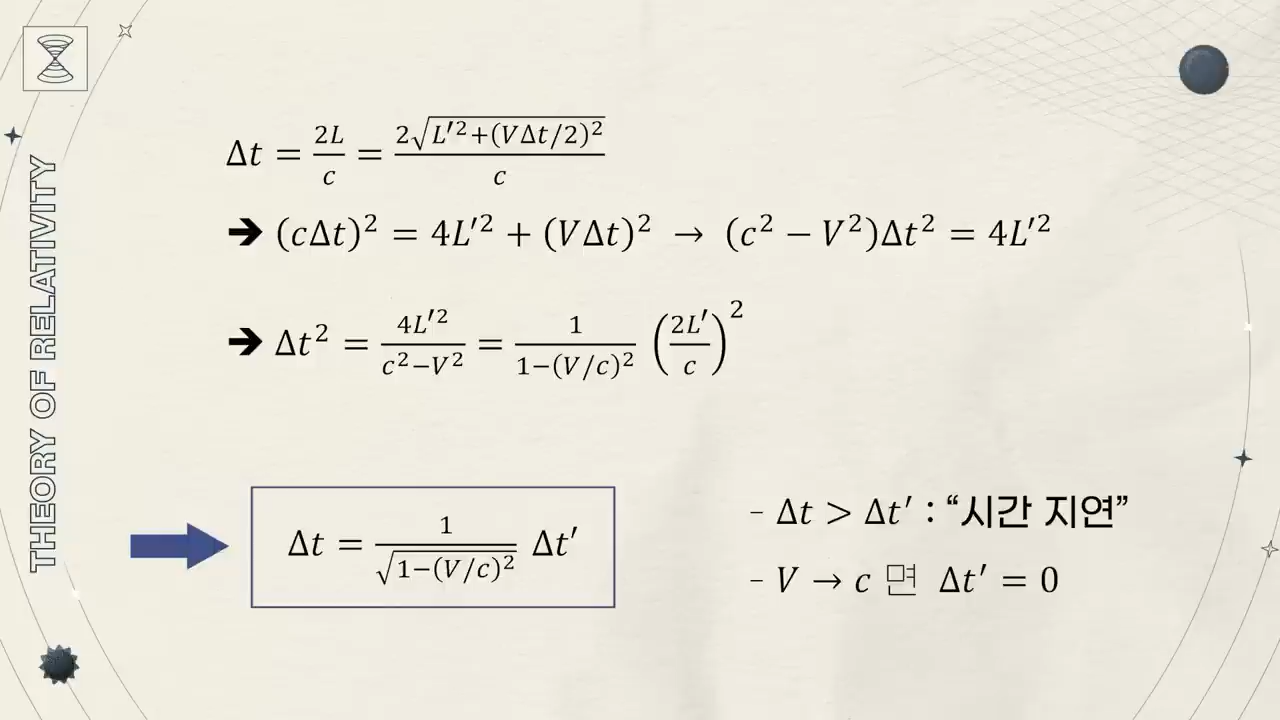 THEORY OF RELATIVITY
Δt = 2L/c = 2√(L′²+(VΔt/2)²)/c
➔ (cΔt)² = 4L′² + (VΔt)² → (c² − V²)Δt² = 4L′²
➔ Δt² = 4L′²/(c²−V²) = 1/(1−(V/c)²) (2L′/c)²
Δt = 1/√(1−(V/c)²) Δt′
− Δt > Δt′ : “시간 지연”
− V → c 면 Δt′ = 0